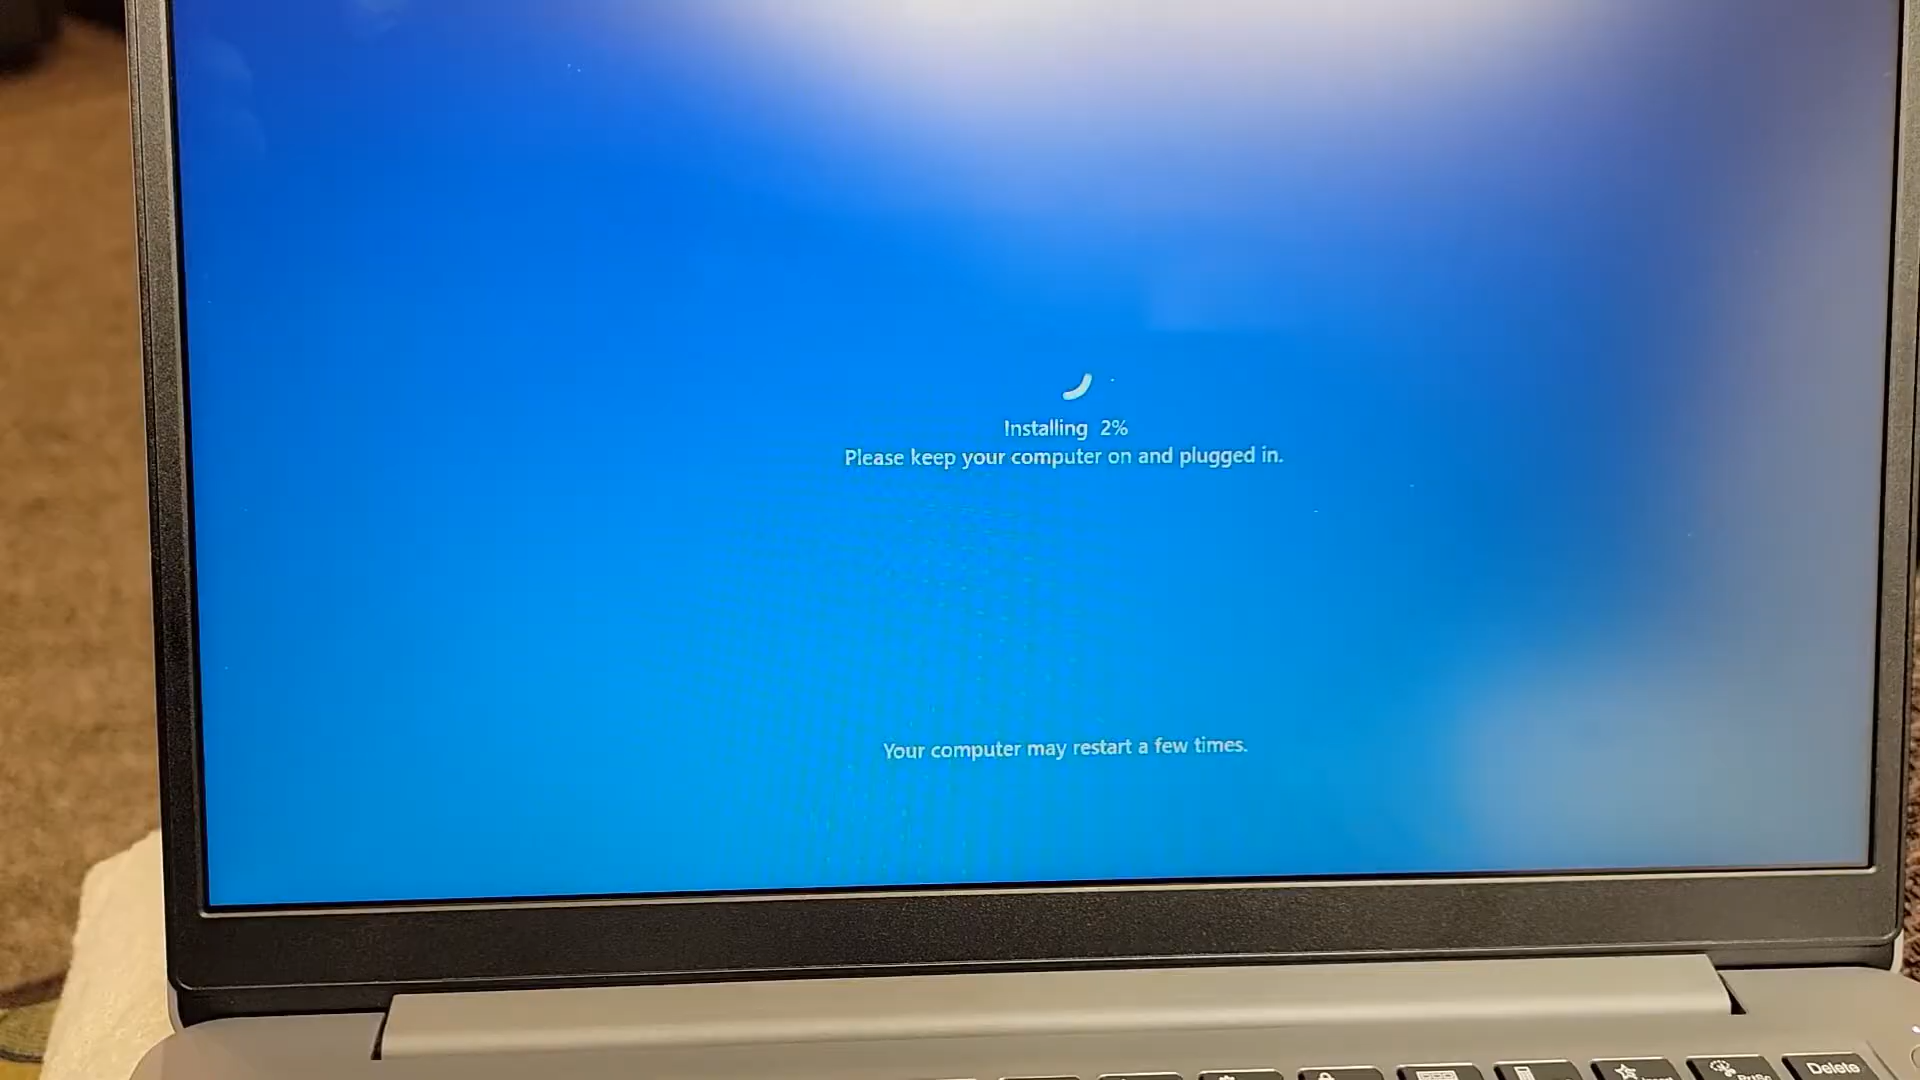 Installing 2%
Please keep your computer on and plugged in.
Your computer may restart a few times.
Delete